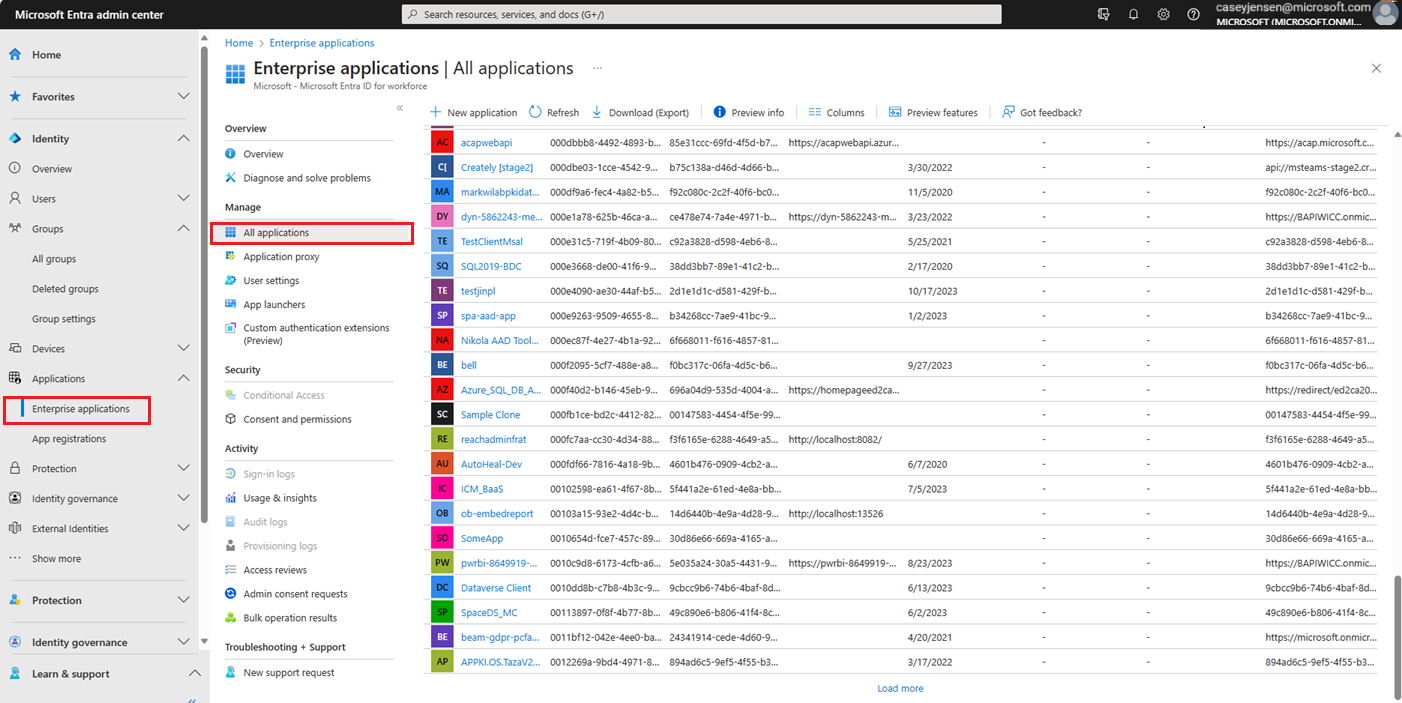 Microsoft Entra admin center
Search resources, services, and docs (G+/)
caseyjensen@microsoft.com
MICROSOFT (MICROSOFT.ONMI...
Home
Favorites
Identity
Overview
Users
Groups
All groups
Deleted groups
Group settings
Devices
Applications
Enterprise applications
App registrations
Protection
Identity governance
External Identities
Show more
Protection
Identity governance
Learn & support
Home > Enterprise applications
Enterprise applications | All applications ...
Microsoft - Microsoft Entra ID for workforce
Overview
Overview
Diagnose and solve problems
Manage
All applications
Application proxy
User settings
App launchers
Custom authentication extensions
(Preview)
Security
Conditional Access
Consent and permissions
Activity
Sign-in logs
Usage & insights
Audit logs
Provisioning logs
Access reviews
Admin consent requests
Bulk operation results
Troubleshooting + Support
New support request
New application Refresh Download (Export) Preview info Columns Preview features Got feedback?
AC acapwebapi 000dbbb8-4492-4893-b... 85e31ccc-69fd-4f5d-b7... https://acapwebapi.azur... - - https://acap.microsoft.c...
C[ Creately [stage2] 000dbe03-1cce-4542-9... b75c138a-d46d-4d66-b... 3/30/2022 - - api://msteams-stage2.cr...
MA markwilabpkidat... 000df9a6-fec4-4a82-b5... f92c080c-2c2f-40f6-bc0... 11/5/2020 - - f92c080c-2c2f-40f6-bc0...
DY dyn-5862243-me... 000e1a78-625b-46ca-a... ce478e74-7a4e-4971-b... https://dyn-5862243-m... 3/23/2022 - - https://BAPIWICC.onmic...
TE TestClientMsal 000e31c5-719f-4b09-80... c92a3828-d598-4eb6-8... 5/25/2021 - - c92a3828-d598-4eb6-8...
SQ SQL2019-BDC 000e3668-de00-41f6-9... 38dd3bb7-89e1-41c2-b... 2/17/2020 - - 38dd3bb7-89e1-41c2-b...
TE testjinpl 000e4090-ae30-44af-b5... 2d1e1d1c-d581-429f-b... 10/17/2023 - - 2d1e1d1c-d581-429f-b...
SP spa-aad-app 000e9263-9509-4655-8... b34268cc-7ae9-41bc-9... 1/2/2023 - - b34268cc-7ae9-41bc-9...
NA Nikola AAD Tool... 000ec87f-4e27-4b1a-92... 6f668011-f616-4857-81... - - 6f668011-f616-4857-81...
BE bell 000f2095-5cf7-488e-a8... f0bc317c-06fa-4d5c-b6... 9/27/2023 - - f0bc317c-06fa-4d5c-b6...
AZ Azure_SQL_DB_A... 000f40d2-b146-45eb-9... 696a04d9-535d-4004-a... https://homepageed2ca... - - https://redirect/ed2ca20...
SC Sample Clone 000fb1ce-bd2c-4412-82... 00147583-4454-4f5e-99... - - 00147583-4454-4f5e-99...
RE reachadminfrat 000fc7aa-cc30-4d34-88... f3f6165e-6288-4649-a5... http://localhost:8082/ - - f3f6165e-6288-4649-a5...
AU AutoHeal-Dev 000fdf66-7816-4a18-9b... 4601b476-0909-4cb2-a... 6/7/2020 - - 4601b476-0909-4cb2-a...
IC ICM_BaaS 00102598-ea61-4f67-8b... 5f441a2e-61ed-4e8a-bb... 7/5/2023 - - 5f441a2e-61ed-4e8a-bb...
OB ob-embedreport 00103a15-93e2-4d4c-b... 14d6440b-4e9a-4d28-9... http://localhost:13526 - - 14d6440b-4e9a-4d28-9...
SO SomeApp 0010654d-fce7-457c-89... 30d86e66-669a-4165-a... - - 30d86e66-669a-4165-a...
PW pwrbi-8649919-... 0010c9d8-6173-4cfb-a6... 5e035a24-30a5-4431-9... https://pwrbi-8649919-... 8/23/2023 - - https://BAPIWICC.onmic...
DC Dataverse Client 0010dd8b-c7b8-4b3c-9... 9cbcc9b6-74b6-4baf-8d... 6/13/2023 - - 9cbcc9b6-74b6-4baf-8d...
SP SpaceDS_MC 00113897-0f8f-4b77-8b... 49c890e6-b806-41f4-8c... 6/2/2023 - - 49c890e6-b806-41f4-8c...
BE beam-gdpr-pcfa... 0011bf12-042e-4ee0-ba... 24341914-cede-4d60-9... 4/20/2021 - - https://microsoft.onmicr...
AP APPKI.OS.TazaV2... 0012269a-9bd4-4971-8... 894ad6c5-9ef5-4f55-b3... 3/17/2022 - - 894ad6c5-9ef5-4f55-b3...
Load more